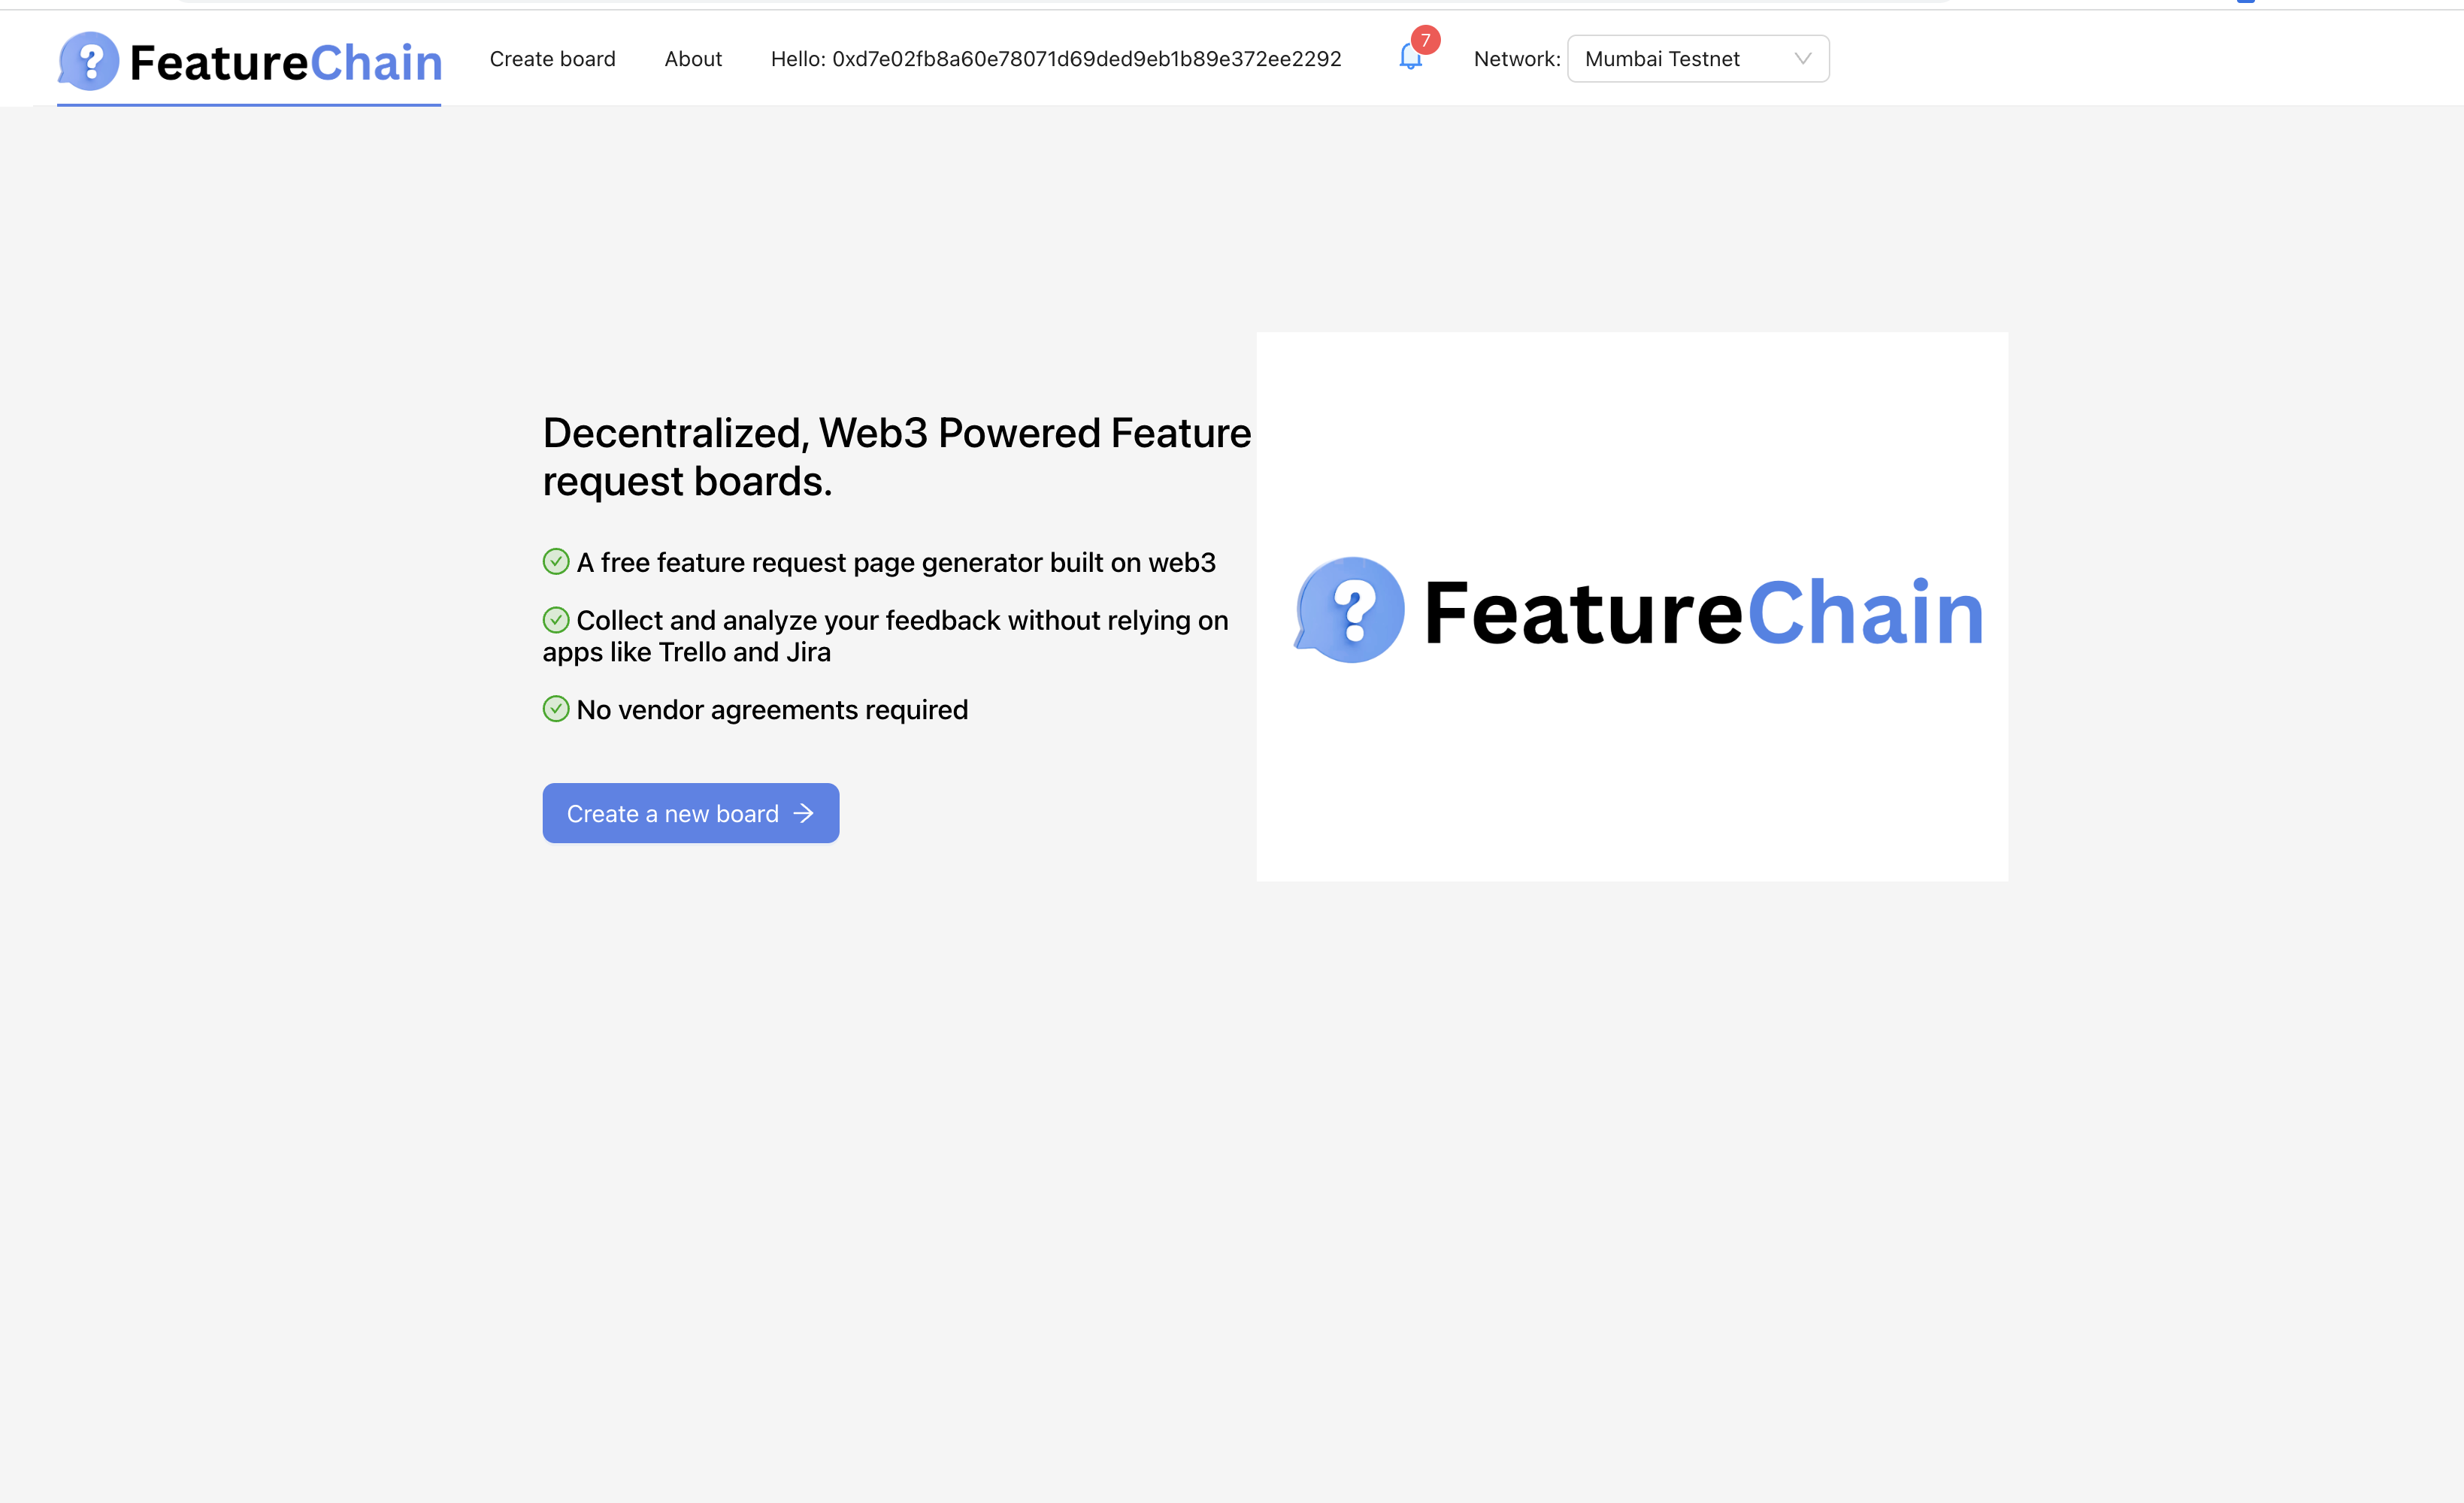 ? FeatureChain Create board About Hello: 0xd7e02fb8a60e78071d69ded9eb1b89e372ee2292 7 Network: Mumbai Testnet
Decentralized, Web3 Powered Feature
request boards.
A free feature request page generator built on web3
Collect and analyze your feedback without relying on
apps like Trello and Jira
No vendor agreements required
Create a new board →
? FeatureChain